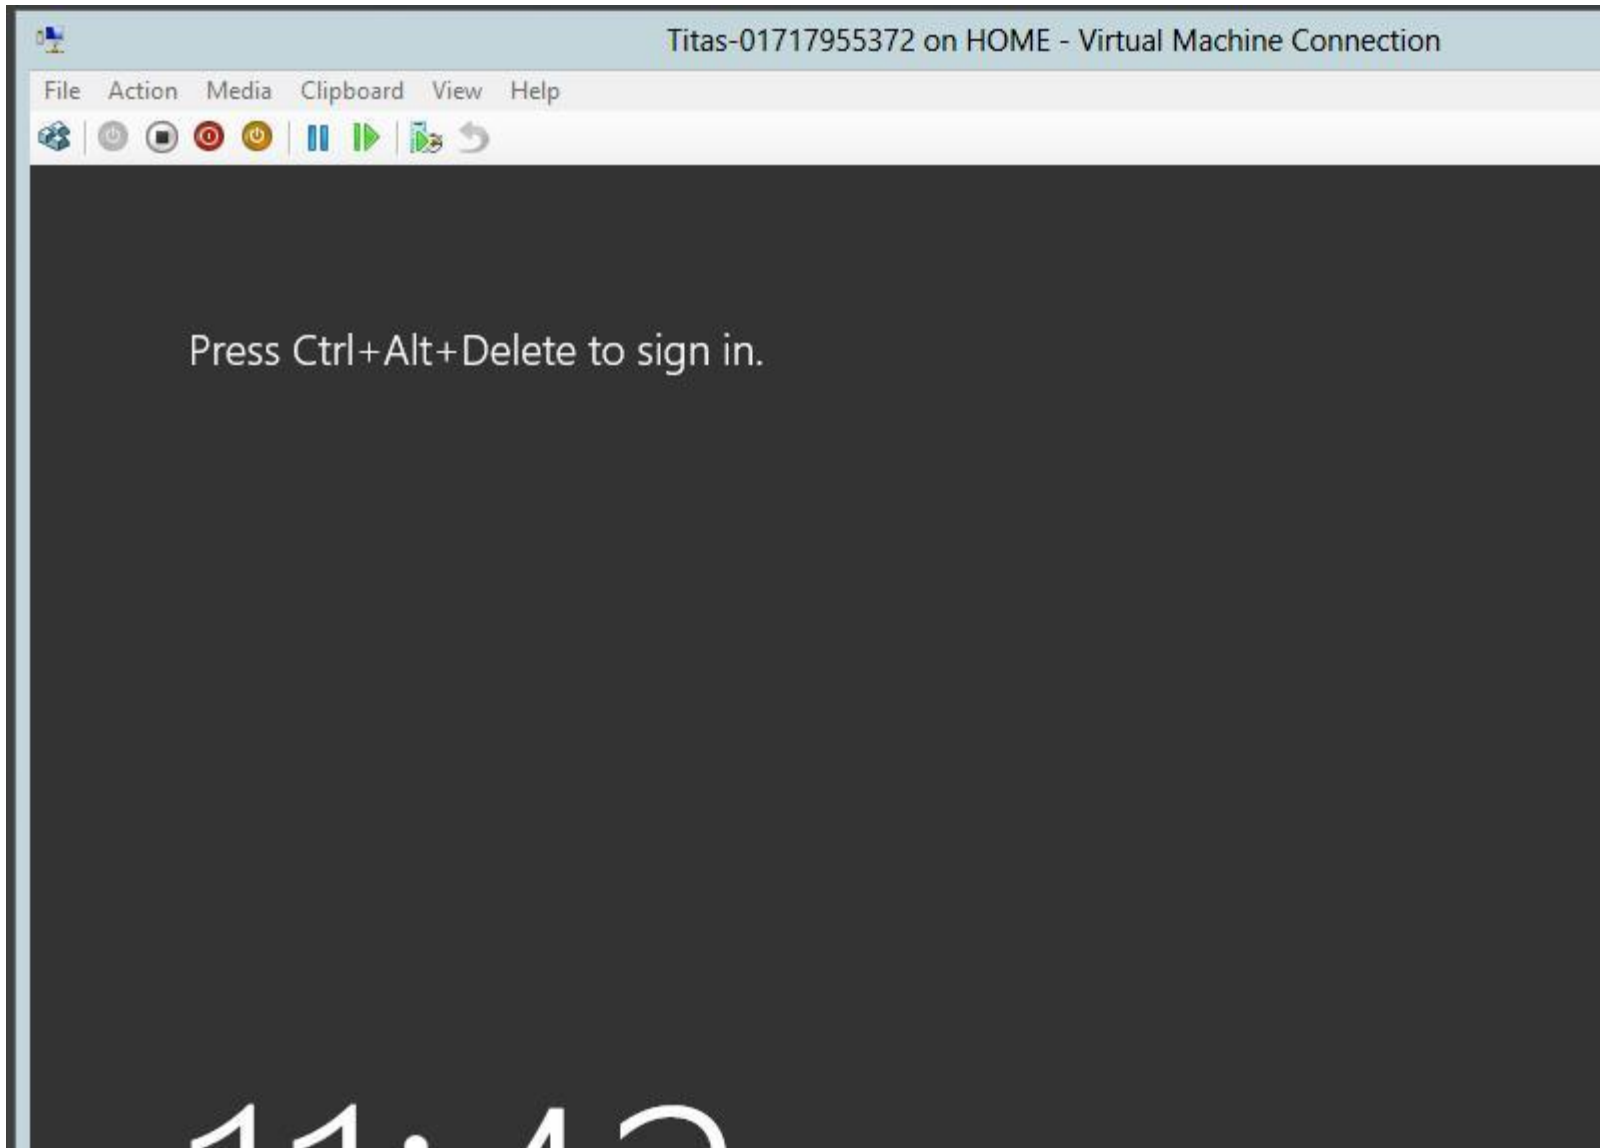 Titas-01717955372 on HOME - Virtual Machine Connection
File Action Media Clipboard View Help
Press Ctrl+Alt+Delete to sign in.